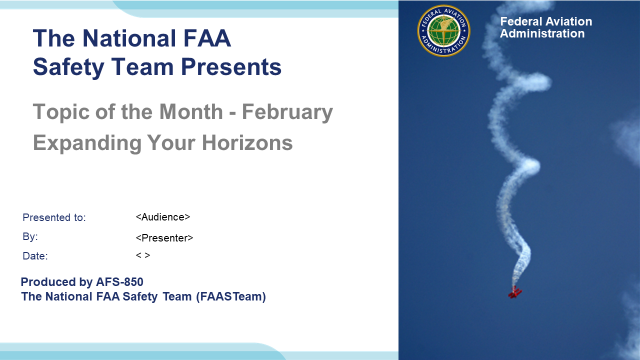 The National FAA
Safety Team Presents
Topic of the Month - February
Expanding Your Horizons
Presented to: <Audience>
By: <Presenter>
Date: < >
Produced by AFS-850
The National FAA Safety Team (FAASTeam)
FEDERAL AVIATION
ADMINISTRATION
Federal Aviation
Administration